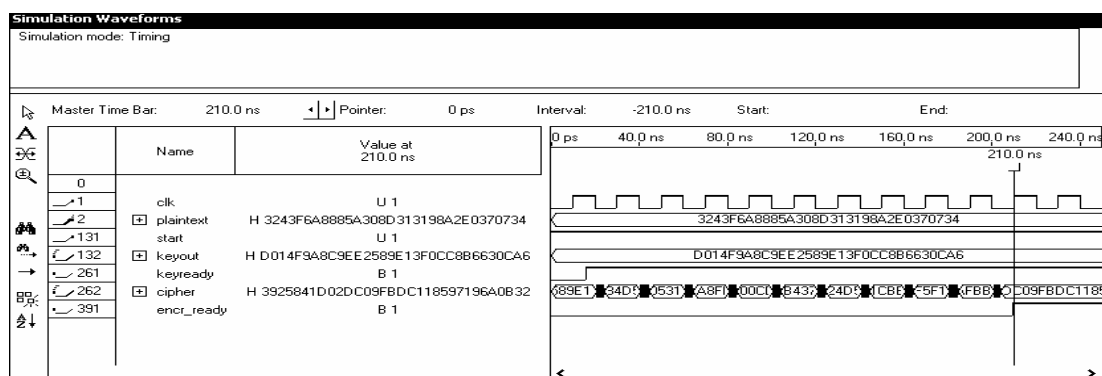 Simulation Waveforms
Simulation mode: Timing
Master Time Bar: 210.0 ns Pointer: 0 ps Interval: -210.0 ns Start: End:
Name Value at 210.0 ns
0 ps 40.0 ns 80.0 ns 120.0 ns 160.0 ns 200.0 ns 240.0 ns
210.0 ns
0
1 clk U 1
2 plaintext H 3243F6A8885A308D313198A2E0370734 3243F6A8885A308D313198A2E0370734
131 start U 1
132 keyout H D014F9A8C9EE2589E13F0CC8B6630CA6 D014F9A8C9EE2589E13F0CC8B6630CA6
261 keyready B 1
262 cipher H 3925841D02DC09FBDC118597196A0B32 0531 B437
391 encr_ready B 1